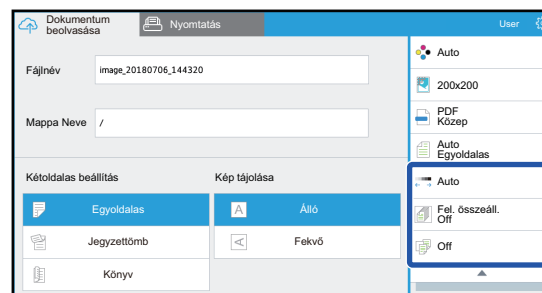 Dokumentum
beolvasása
Nyomtatás
User
Fájlnév
image_20180706_144320
Mappa Neve
/
Kétoldalas beállítás
Kép tájolása
Egyoldalas
Jegyzettömb
Könyv
A Álló
A Fekvő
Auto
200x200
PDF
Közep
Auto
Egyoldalas
Auto
Fel. összeáll.
Off
Off